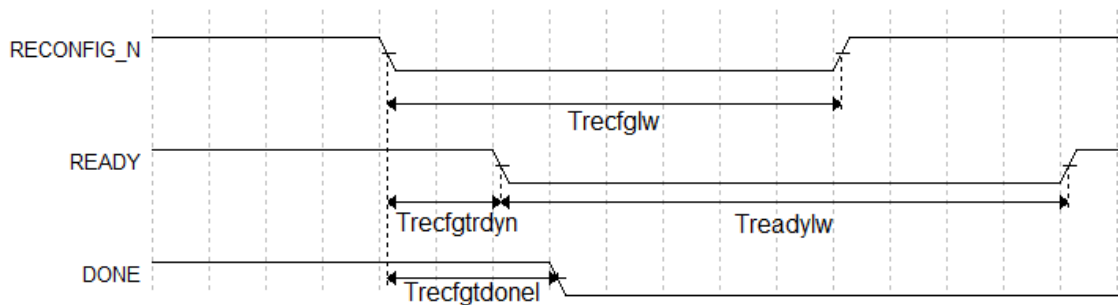 RECONFIG_N
Trecfglw
READY
Trecfgtrdyn
Treadylw
DONE
Trecfgtdonel